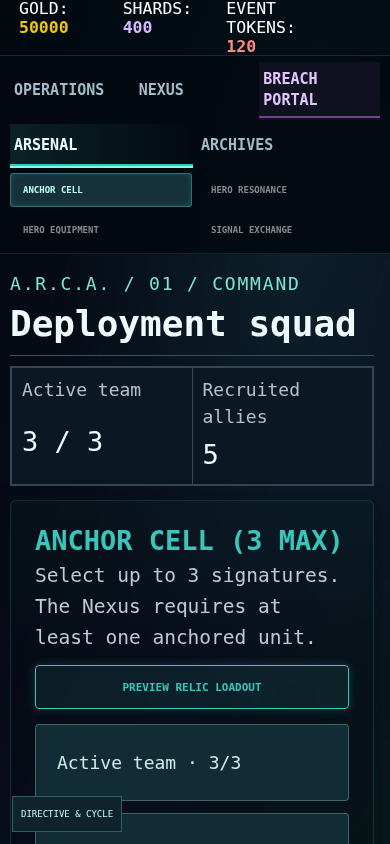 GOLD:
50000
SHARDS:
400
EVENT
TOKENS:
120
OPERATIONS
NEXUS
BREACH
PORTAL
ARSENAL
ARCHIVES
ANCHOR CELL
HERO RESONANCE
HERO EQUIPMENT
SIGNAL EXCHANGE
A.R.C.A. / 01 / COMMAND
Deployment squad
Active team
3 / 3
Recruited
allies
5
ANCHOR CELL (3 MAX)
Select up to 3 signatures.
The Nexus requires at
least one anchored unit.
PREVIEW RELIC LOADOUT
Active team · 3/3
DIRECTIVE & CYCLE